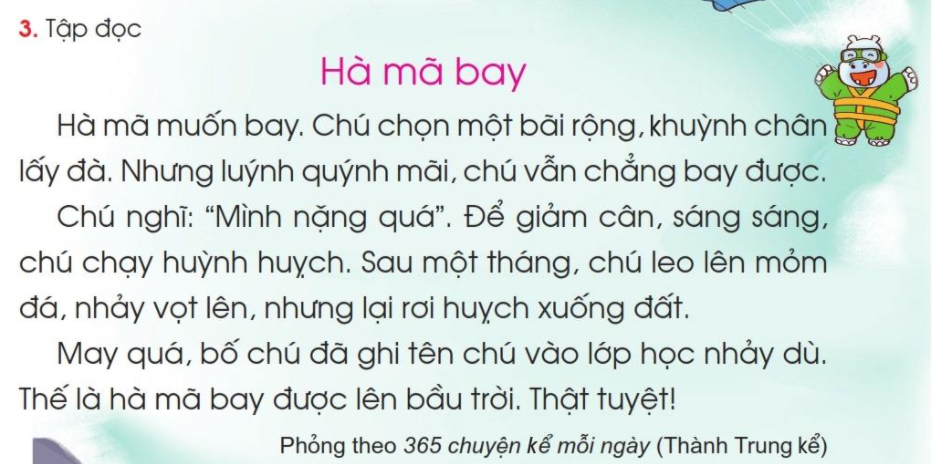 3. Tập đọc
Hà mã bay
Hà mã muốn bay. Chú chọn một bãi rộng, khuỳnh chân
lấy đà. Nhưng luýnh quýnh mãi, chú vẫn chẳng bay được.
Chú nghĩ: “Mình nặng quá”. Để giảm cân, sáng sáng,
chú chạy huỳnh huỵch. Sau một tháng, chú leo lên mỏm
đá, nhảy vọt lên, nhưng lại rơi huỵch xuống đất.
May quá, bố chú đã ghi tên chú vào lớp học nhảy dù.
Thế là hà mã bay được lên bầu trời. Thật tuyệt!
Phỏng theo 365 chuyện kể mỗi ngày (Thành Trung kể)